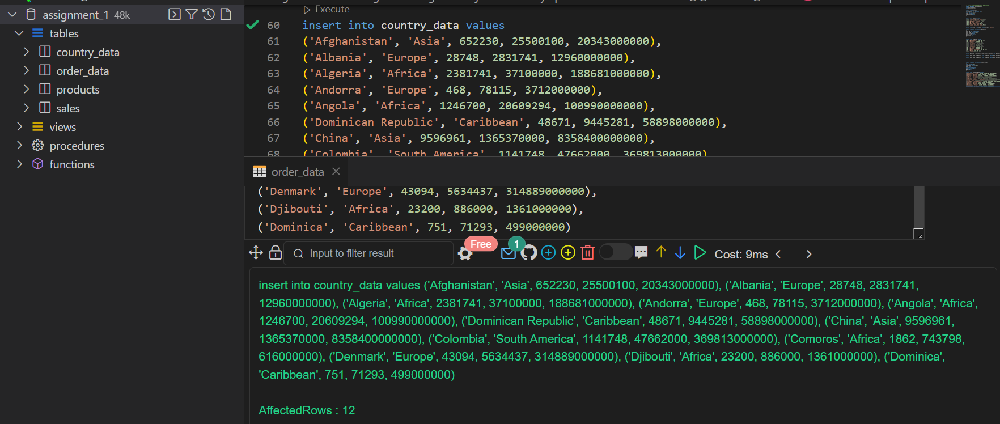 assignment_1 48k
tables
country_data
order_data
products
sales
views
procedures
functions
Execute
60 insert into country_data values
61 ('Afghanistan', 'Asia', 652230, 25500100, 20343000000),
62 ('Albania', 'Europe', 28748, 2831741, 12960000000),
63 ('Algeria', 'Africa', 2381741, 37100000, 188681000000),
64 ('Andorra', 'Europe', 468, 78115, 3712000000),
65 ('Angola', 'Africa', 1246700, 20609294, 100990000000),
66 ('Dominican Republic', 'Caribbean', 48671, 9445281, 58898000000),
67 ('China', 'Asia', 9596961, 1365370000, 8358400000000),
68 ('Colombia', 'South America', 1141748, 47662000, 369813000000)
order_data
('Denmark', 'Europe', 43094, 5634437, 314889000000),
('Djibouti', 'Africa', 23200, 886000, 1361000000),
('Dominica', 'Caribbean', 751, 71293, 499000000)
Input to filter result
Free
1
Cost: 9ms
insert into country_data values ('Afghanistan', 'Asia', 652230, 25500100, 20343000000), ('Albania', 'Europe', 28748, 2831741,
12960000000), ('Algeria', 'Africa', 2381741, 37100000, 188681000000), ('Andorra', 'Europe', 468, 78115, 3712000000), ('Angola', 'Africa',
1246700, 20609294, 100990000000), ('Dominican Republic', 'Caribbean', 48671, 9445281, 58898000000), ('China', 'Asia', 9596961,
1365370000, 8358400000000), ('Colombia', 'South America', 1141748, 47662000, 369813000000), ('Comoros', 'Africa', 1862, 743798,
616000000), ('Denmark', 'Europe', 43094, 5634437, 314889000000), ('Djibouti', 'Africa', 23200, 886000, 1361000000), ('Dominica',
'Caribbean', 751, 71293, 499000000)
AffectedRows : 12